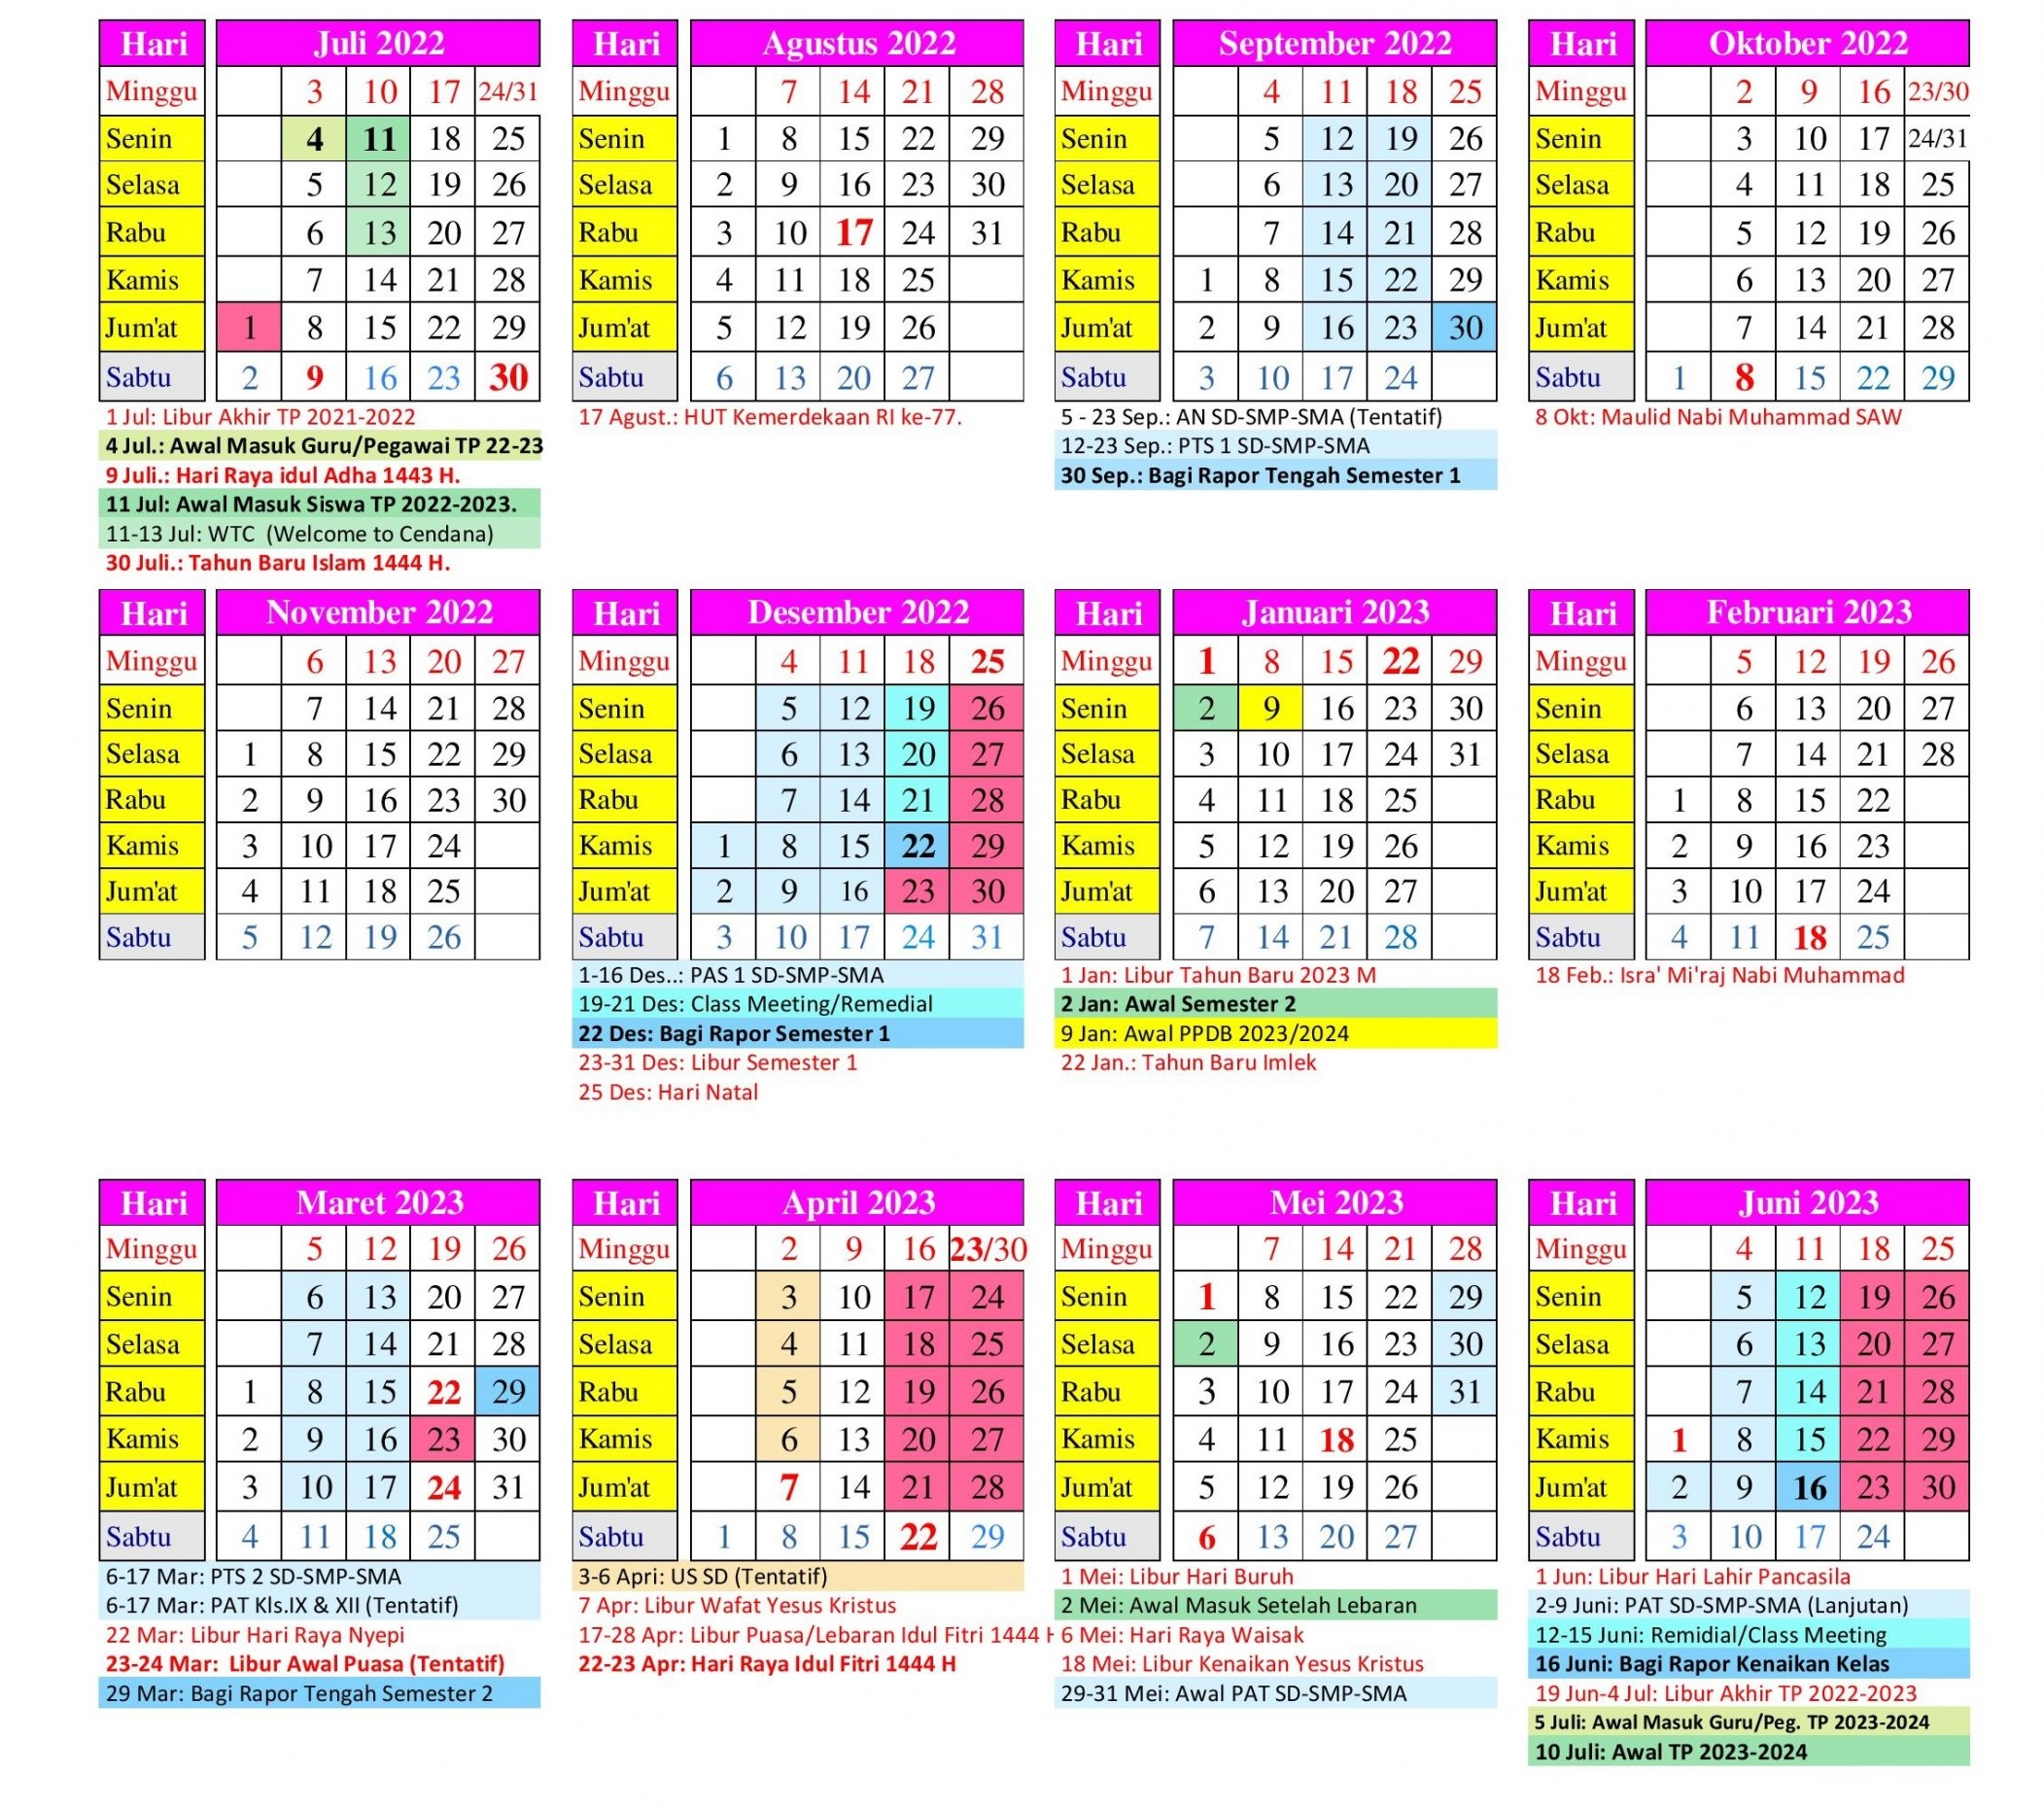 Hari Juli 2022
Minggu 3 10 17 24/31
Senin 4 11 18 25
Selasa 5 12 19 26
Rabu 6 13 20 27
Kamis 7 14 21 28
Jum'at 1 8 15 22 29
Sabtu 2 9 16 23 30
1 Jul: Libur Akhir TP 2021-2022
4 Jul.: Awal Masuk Guru/Pegawai TP 22-23
9 Juli.: Hari Raya idul Adha 1443 H.
11 Jul: Awal Masuk Siswa TP 2022-2023.
11-13 Jul: WTC (Welcome to Cendana)
30 Juli.: Tahun Baru Islam 1444 H.
Hari Agustus 2022
Minggu 7 14 21 28
Senin 1 8 15 22 29
Selasa 2 9 16 23 30
Rabu 3 10 17 24 31
Kamis 4 11 18 25
Jum'at 5 12 19 26
Sabtu 6 13 20 27
17 Agust.: HUT Kemerdekaan RI ke-77.
Hari September 2022
Minggu 4 11 18 25
Senin 5 12 19 26
Selasa 6 13 20 27
Rabu 7 14 21 28
Kamis 1 8 15 22 29
Jum'at 2 9 16 23 30
Sabtu 3 10 17 24
5 - 23 Sep.: AN SD-SMP-SMA (Tentatif)
12-23 Sep.: PTS 1 SD-SMP-SMA
30 Sep.: Bagi Rapor Tengah Semester 1
Hari Oktober 2022
Minggu 2 9 16 23/30
Senin 3 10 17 24/31
Selasa 4 11 18 25
Rabu 5 12 19 26
Kamis 6 13 20 27
Jum'at 7 14 21 28
Sabtu 1 8 15 22 29
8 Okt: Maulid Nabi Muhammad SAW
Hari November 2022
Minggu 6 13 20 27
Senin 7 14 21 28
Selasa 1 8 15 22 29
Rabu 2 9 16 23 30
Kamis 3 10 17 24
Jum'at 4 11 18 25
Sabtu 5 12 19 26
Hari Desember 2022
Minggu 4 11 18 25
Senin 5 12 19 26
Selasa 6 13 20 27
Rabu 7 14 21 28
Kamis 1 8 15 22 29
Jum'at 2 9 16 23 30
Sabtu 3 10 17 24 31
1-16 Des..: PAS 1 SD-SMP-SMA
19-21 Des: Class Meeting/Remedial
22 Des: Bagi Rapor Semester 1
23-31 Des: Libur Semester 1
25 Des: Hari Natal
Hari Januari 2023
Minggu 1 8 15 22 29
Senin 2 9 16 23 30
Selasa 3 10 17 24 31
Rabu 4 11 18 25
Kamis 5 12 19 26
Jum'at 6 13 20 27
Sabtu 7 14 21 28
1 Jan: Libur Tahun Baru 2023 M
2 Jan: Awal Semester 2
9 Jan: Awal PPDB 2023/2024
22 Jan.: Tahun Baru Imlek
Hari Februari 2023
Minggu 5 12 19 26
Senin 6 13 20 27
Selasa 7 14 21 28
Rabu 1 8 15 22
Kamis 2 9 16 23
Jum'at 3 10 17 24
Sabtu 4 11 18 25
18 Feb.: Isra' Mi'raj Nabi Muhammad
Hari Maret 2023
Minggu 5 12 19 26
Senin 6 13 20 27
Selasa 7 14 21 28
Rabu 1 8 15 22 29
Kamis 2 9 16 23 30
Jum'at 3 10 17 24 31
Sabtu 4 11 18 25
6-17 Mar: PTS 2 SD-SMP-SMA
6-17 Mar: PAT Kls.IX & XII (Tentatif)
22 Mar: Libur Hari Raya Nyepi
23-24 Mar: Libur Awal Puasa (Tentatif)
29 Mar: Bagi Rapor Tengah Semester 2
Hari April 2023
Minggu 2 9 16 23/30
Senin 3 10 17 24
Selasa 4 11 18 25
Rabu 5 12 19 26
Kamis 6 13 20 27
Jum'at 7 14 21 28
Sabtu 1 8 15 22 29
3-6 Apri: US SD (Tentatif)
7 Apr: Libur Wafat Yesus Kristus
17-28 Apr: Libur Puasa/Lebaran Idul Fitri 1444 H
22-23 Apr: Hari Raya Idul Fitri 1444 H
Hari Mei 2023
Minggu 7 14 21 28
Senin 1 8 15 22 29
Selasa 2 9 16 23 30
Rabu 3 10 17 24 31
Kamis 4 11 18 25
Jum'at 5 12 19 26
Sabtu 6 13 20 27
1 Mei: Libur Hari Buruh
2 Mei: Awal Masuk Setelah Lebaran
6 Mei: Hari Raya Waisak
18 Mei: Libur Kenaikan Yesus Kristus
29-31 Mei: Awal PAT SD-SMP-SMA
Hari Juni 2023
Minggu 4 11 18 25
Senin 5 12 19 26
Selasa 6 13 20 27
Rabu 7 14 21 28
Kamis 1 8 15 22 29
Jum'at 2 9 16 23 30
Sabtu 3 10 17 24
1 Jun: Libur Hari Lahir Pancasila
2-9 Juni: PAT SD-SMP-SMA (Lanjutan)
12-15 Juni: Remidial/Class Meeting
16 Juni: Bagi Rapor Kenaikan Kelas
19 Jun-4 Jul: Libur Akhir TP 2022-2023
5 Juli: Awal Masuk Guru/Peg. TP 2023-2024
10 Juli: Awal TP 2023-2024